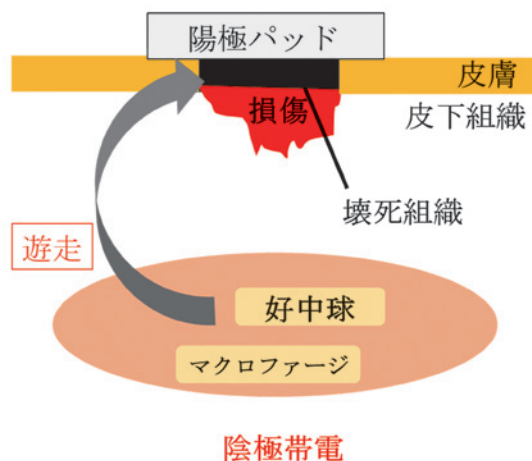 陽極パッド
皮膚
損傷
皮下組織
壊死組織
遊走
好中球
マクロファージ
陰極帯電